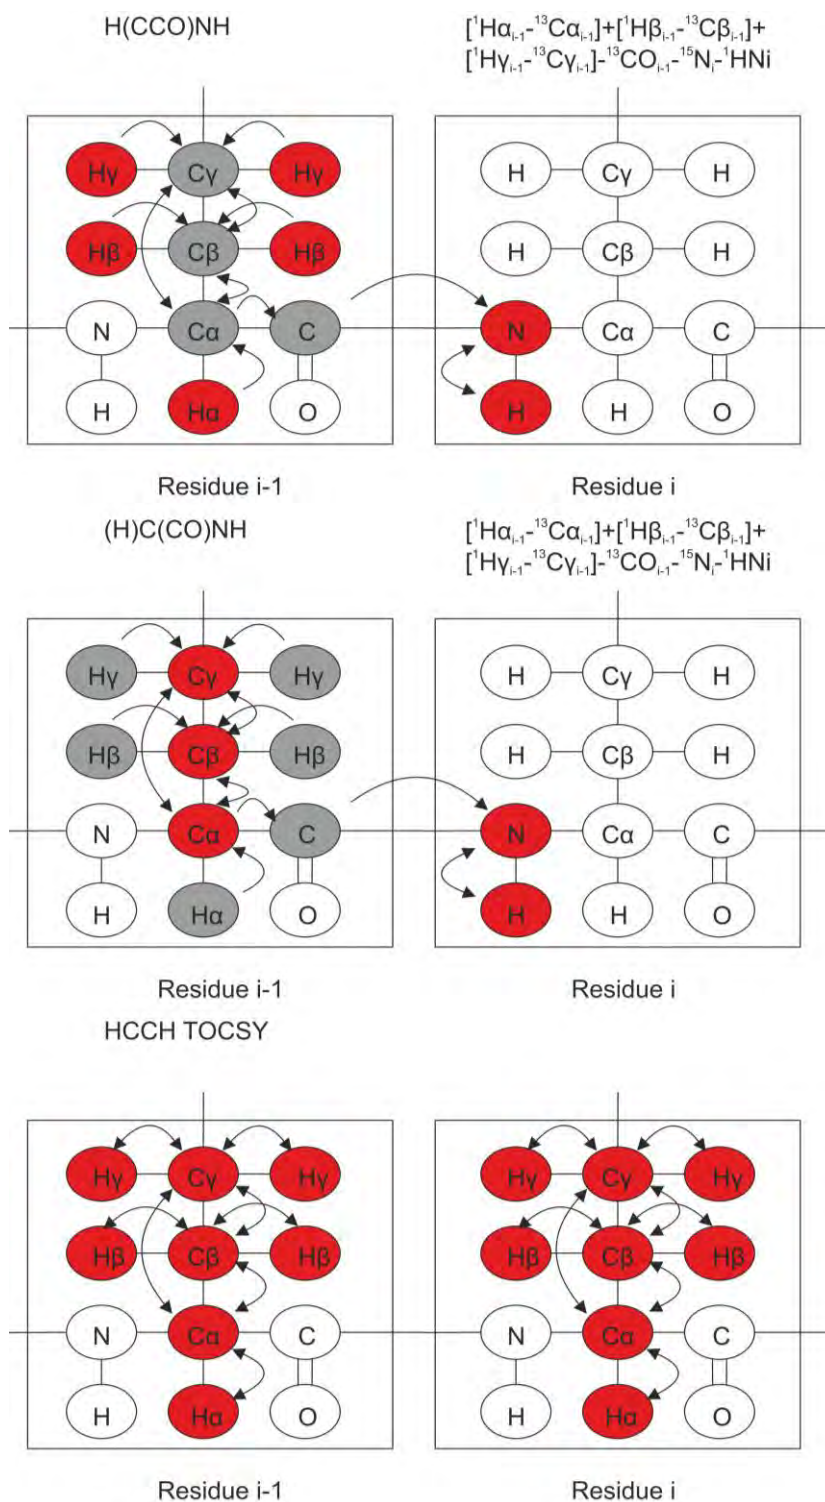 H(CCO)NH
[¹Hα_{i-1}-¹³Cα_{i-1}]+[¹Hβ_{i-1}-¹³Cβ_{i-1}]+
[¹Hγ_{i-1}-¹³Cγ_{i-1}]-¹³CO_{i-1}-¹⁵N_i-¹HNi
Hγ Cγ Hγ H Cγ H
Hβ Cβ Hβ H Cβ H
N Cα C N Cα C
H Hα O H H O
Residue i-1
Residue i
(H)C(CO)NH
[¹Hα_{i-1}-¹³Cα_{i-1}]+[¹Hβ_{i-1}-¹³Cβ_{i-1}]+
[¹Hγ_{i-1}-¹³Cγ_{i-1}]-¹³CO_{i-1}-¹⁵N_i-¹HNi
Hγ Cγ Hγ H Cγ H
Hβ Cβ Hβ H Cβ H
N Cα C N Cα C
H Hα O H H O
Residue i-1
Residue i
HCCH TOCSY
Hγ Cγ Hγ Hγ Cγ Hγ
Hβ Cβ Hβ Hβ Cβ Hβ
N Cα C N Cα C
H Hα O H Hα O
Residue i-1
Residue i